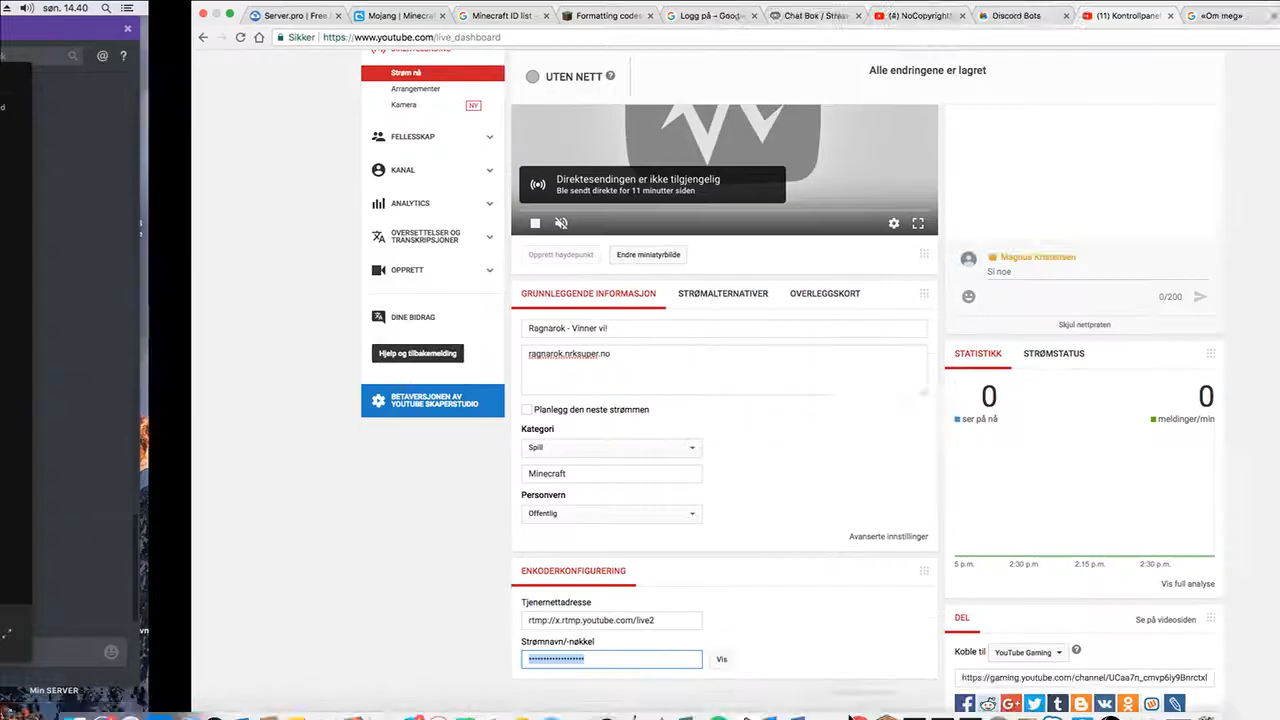 søn. 14.40
Server.pro | Free
Mojang | Minecraf
Minecraft ID list
Formatting codes
Logg på – Goog
Chat Box / Strea
(4) #NoCopyright
Discord Bots
(11) Kontrollpanel
«Om meg»
Sikker
https://www.youtube.com/live_dashboard
Strøm nå
Arrangementer
Kamera
NY
FELLESSKAP
KANAL
ANALYTICS
OVERSETTELSER OG
TRANSKRIPSJONER
OPPRETT
DINE BIDRAG
Hjelp og tilbakemelding
BETAVERSJONEN AV
YOUTUBE SKAPERSTUDIO
UTEN NETT
Alle endringene er lagret
Direktesendingen er ikke tilgjengelig
Ble sendt direkte for 11 minutter siden
Opprett høydepunkt
Endre miniatyrbilde
GRUNNLEGGENDE INFORMASJON
STRØMALTERNATIVER
OVERLEGGSKORT
Ragnarok - Vinner vi!
ragnarok.nrksuper.no
Planlegg den neste strømmen
Kategori
Spill
Minecraft
Personvern
Offentlig
Avanserte innstillinger
ENKODERKONFIGURERING
Tjenernettadresse
rtmp://x.rtmp.youtube.com/live2
Strømnavn/-nøkkel
Vis
Magnus Kristensen
Si noe
0/200
Skjul nettpraten
STATISTIKK
STRØMSTATUS
0
0
ser på nå
meldinger/min
5 p.m.
2:30 p.m.
2:15 p.m.
2:30 p.m.
Vis full analyse
DEL
Se på videosiden
Koble til
YouTube Gaming
https://gaming.youtube.com/channel/UCaa7n_cmvp6ly9Bnrctxl
Min SERVER